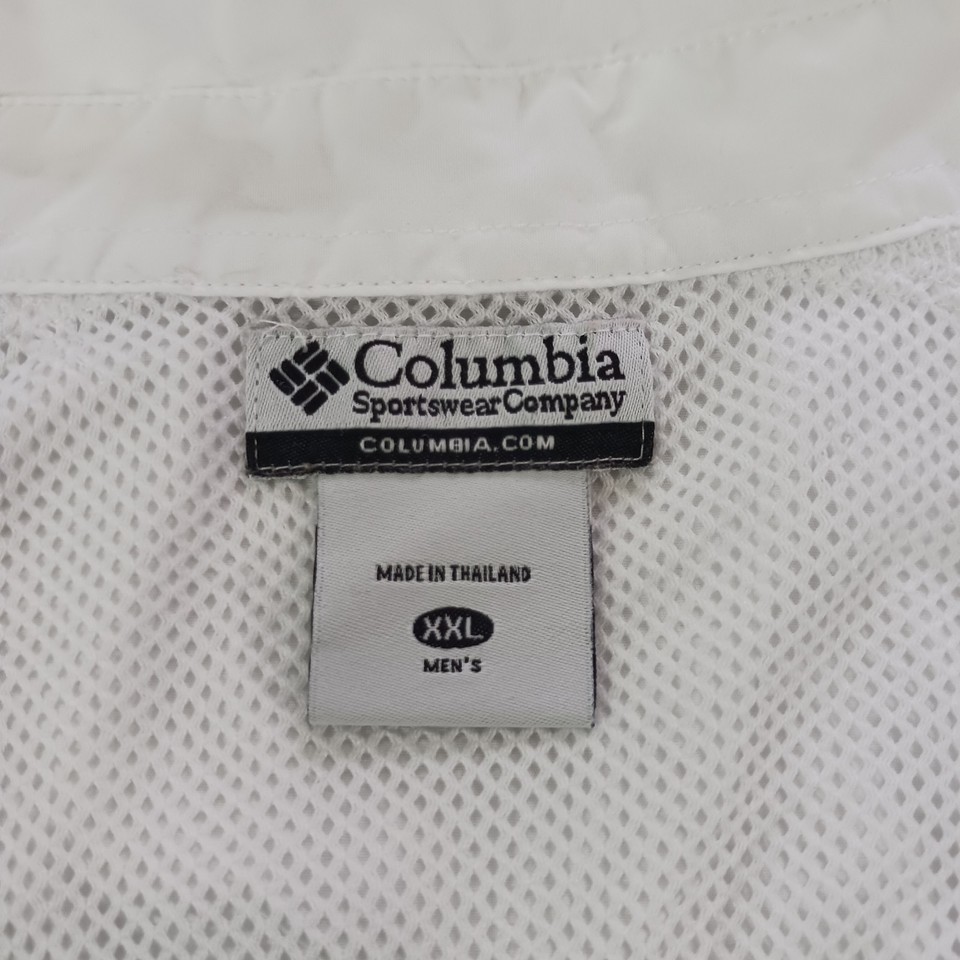 Columbia
Sportswear Company
COLUMBIA.COM
MADE IN THAILAND
XXL
MEN'S